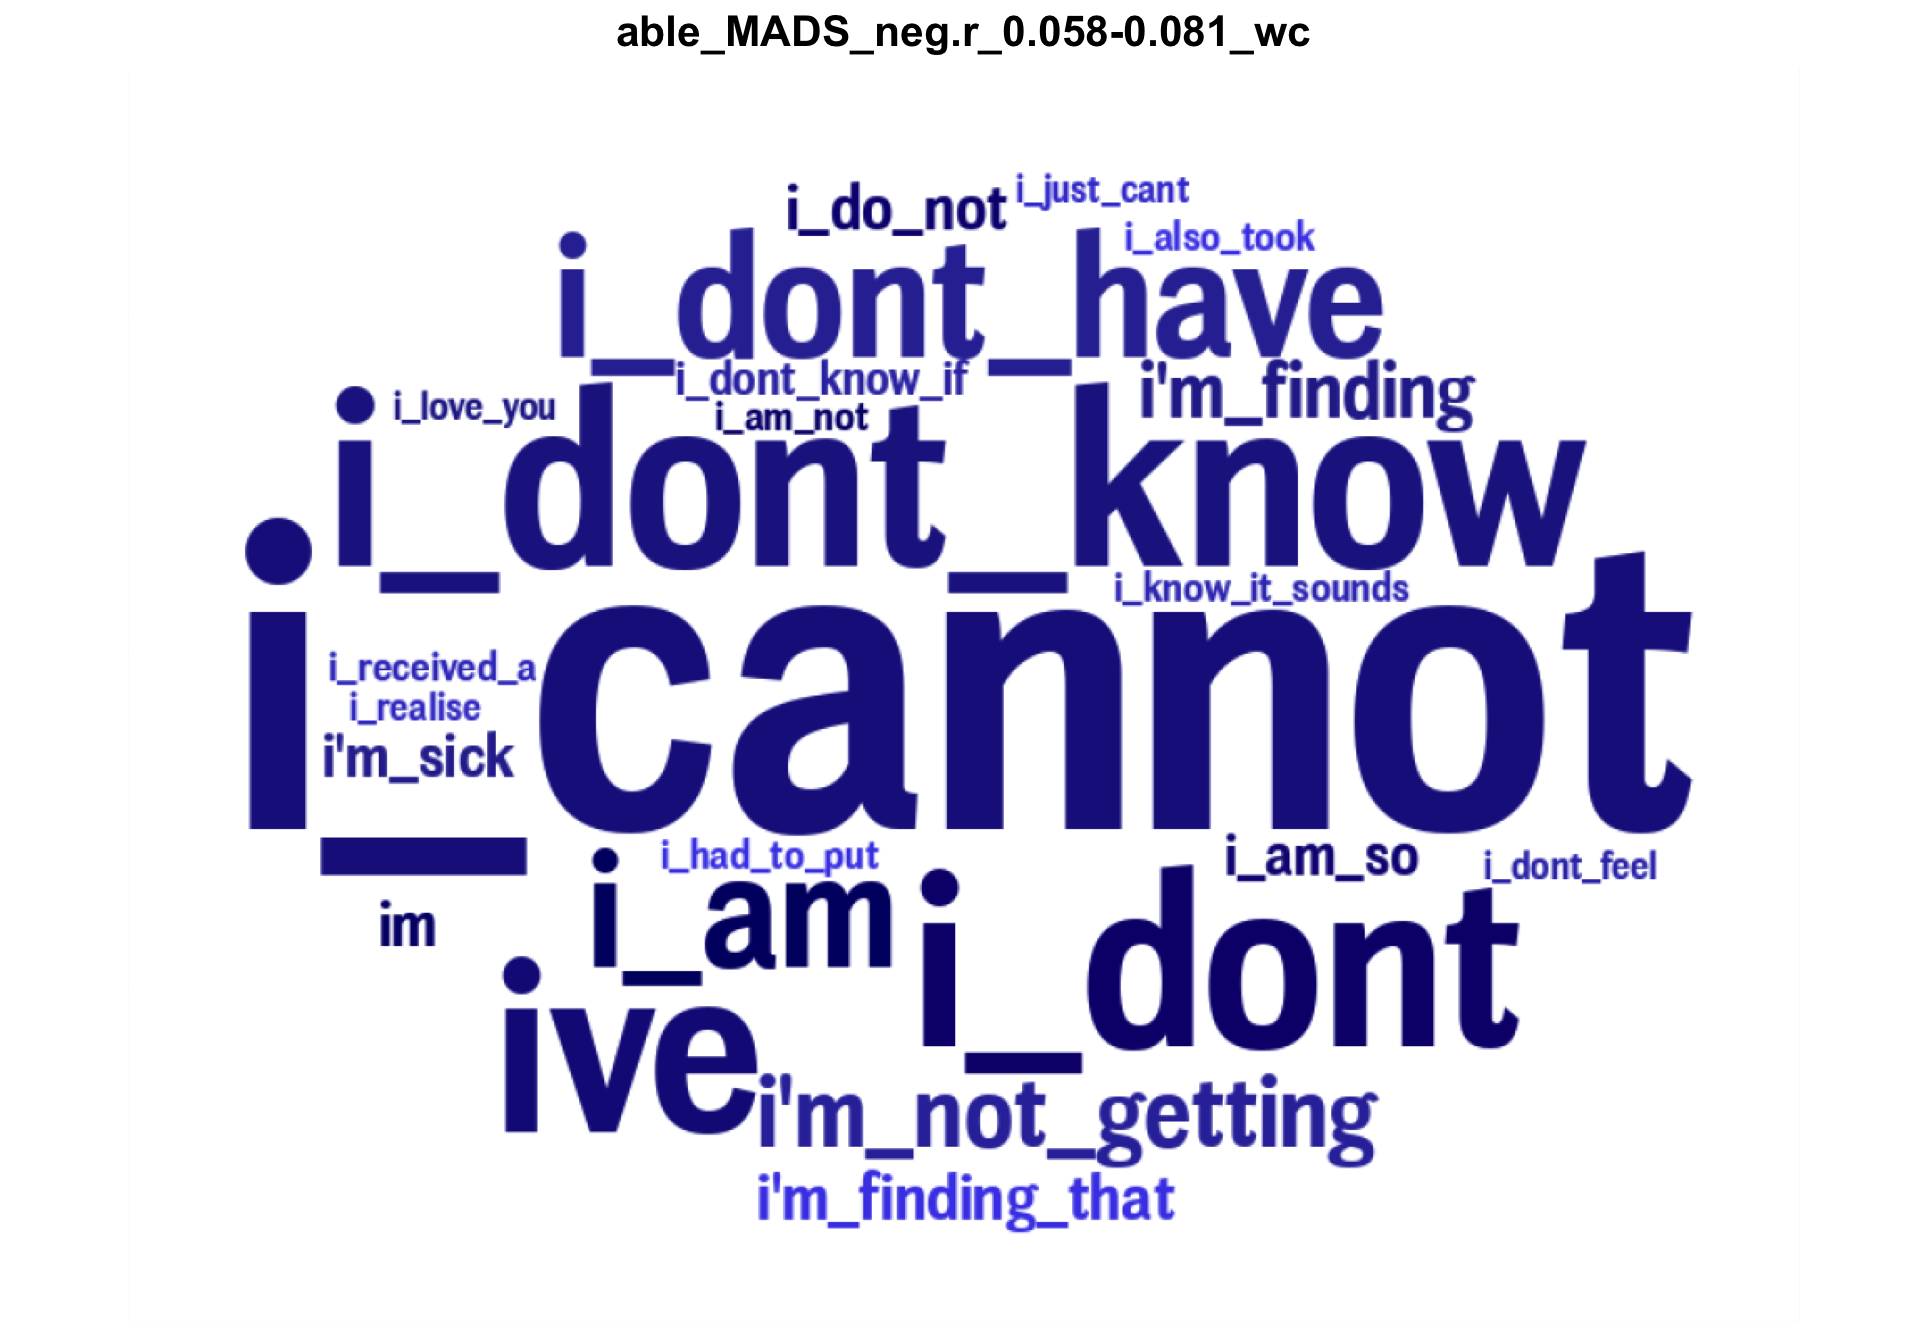 able_MADS_neg.r_0.058-0.081_wc
i_do_not
i_just_cant
i_also_took
i_dont_have
i_dont_know_if
i'm_finding
i_love_you
i_am_not
i_dont_know
i_know_it_sounds
i_cannot
i_received_a
i_realise
i'm_sick
i_had_to_put
i_am_so
i_dont_feel
im
i_am
i_dont
ive
i'm_not_getting
i'm_finding_that